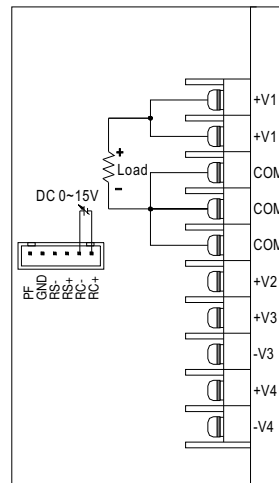 +V1
+V1
COM
COM
COM
+V2
+V3
-V3
+V4
-V4
+
Load
-
DC 0~15V
PF
GND
RS-
RS+
RC-
RC+